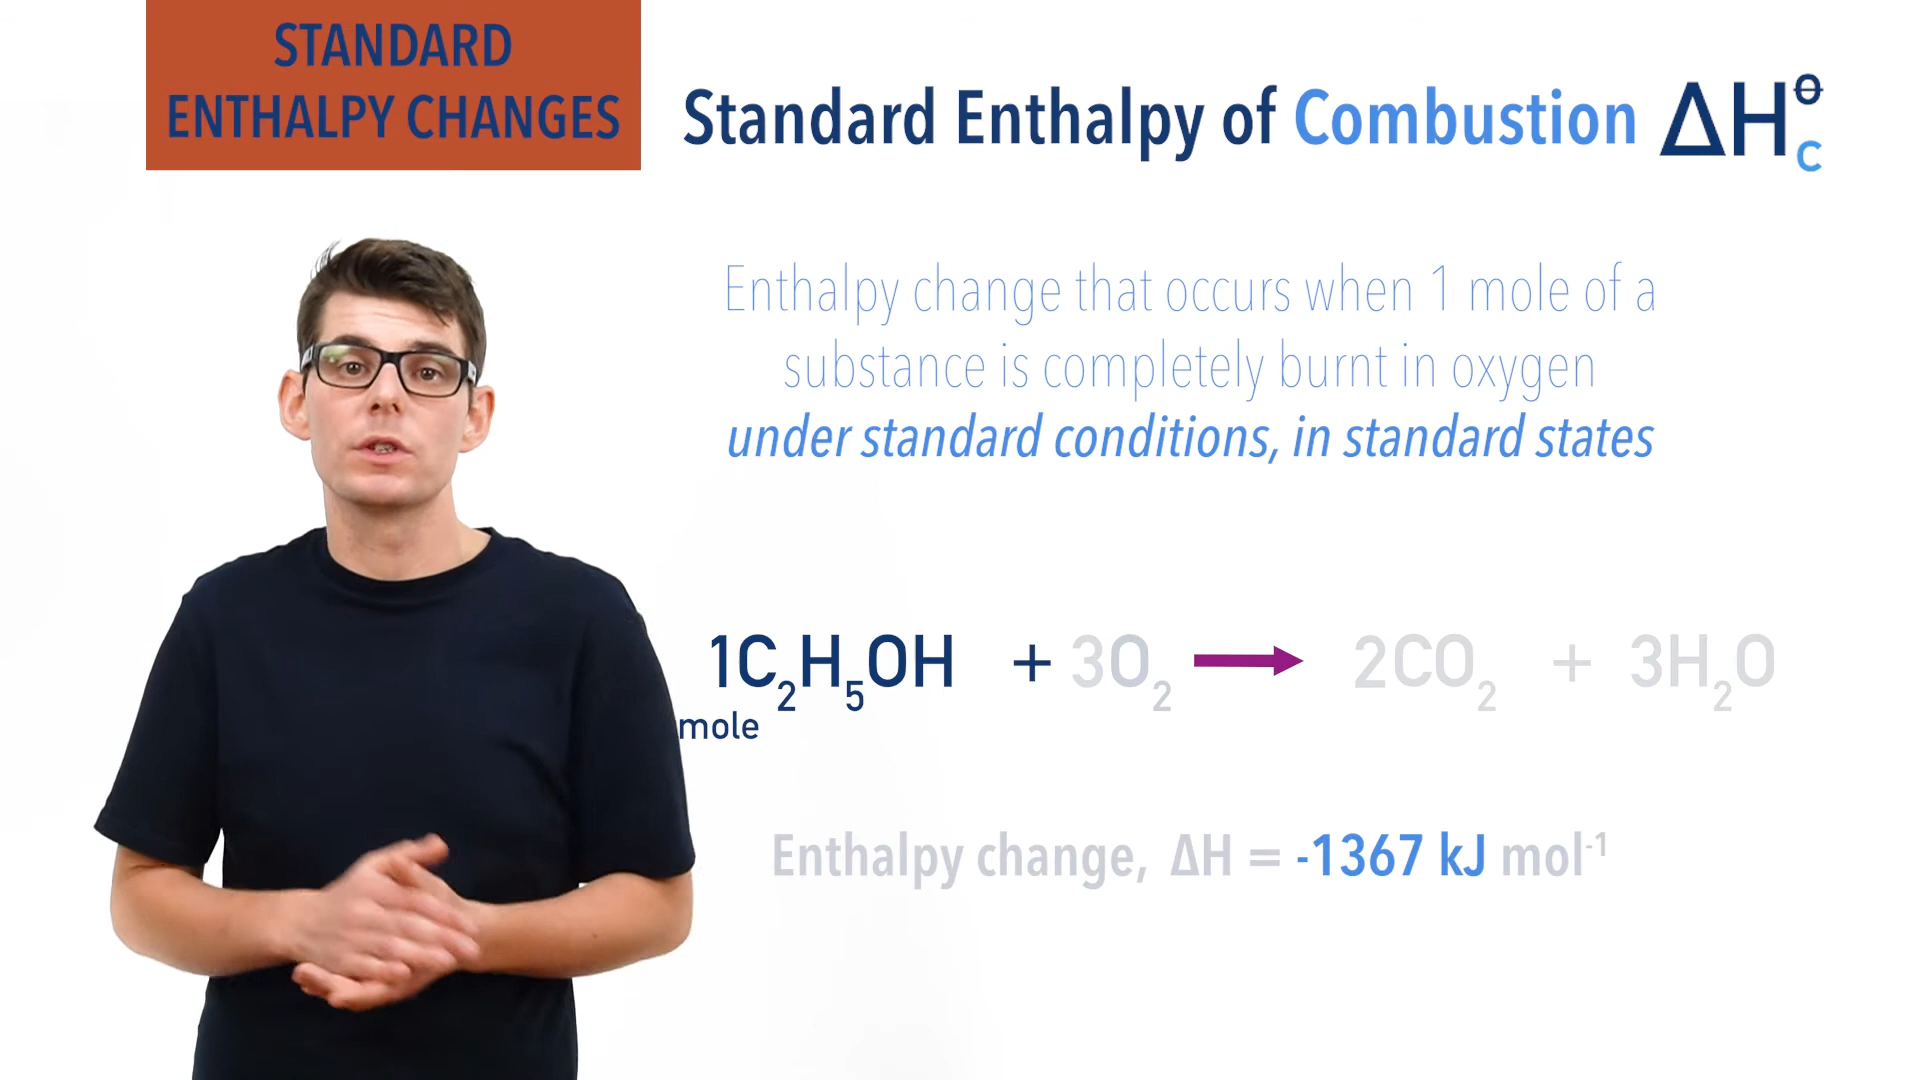 STANDARD
ENTHALPY CHANGES
Standard Enthalpy of Combustion ΔH⦵c
Enthalpy change that occurs when 1 mole of a
substance is completely burnt in oxygen
under standard conditions, in standard states
1C₂H₅OH + 3O₂ → 2CO₂ + 3H₂O
mole
Enthalpy change, ΔH = -1367 kJ mol⁻¹